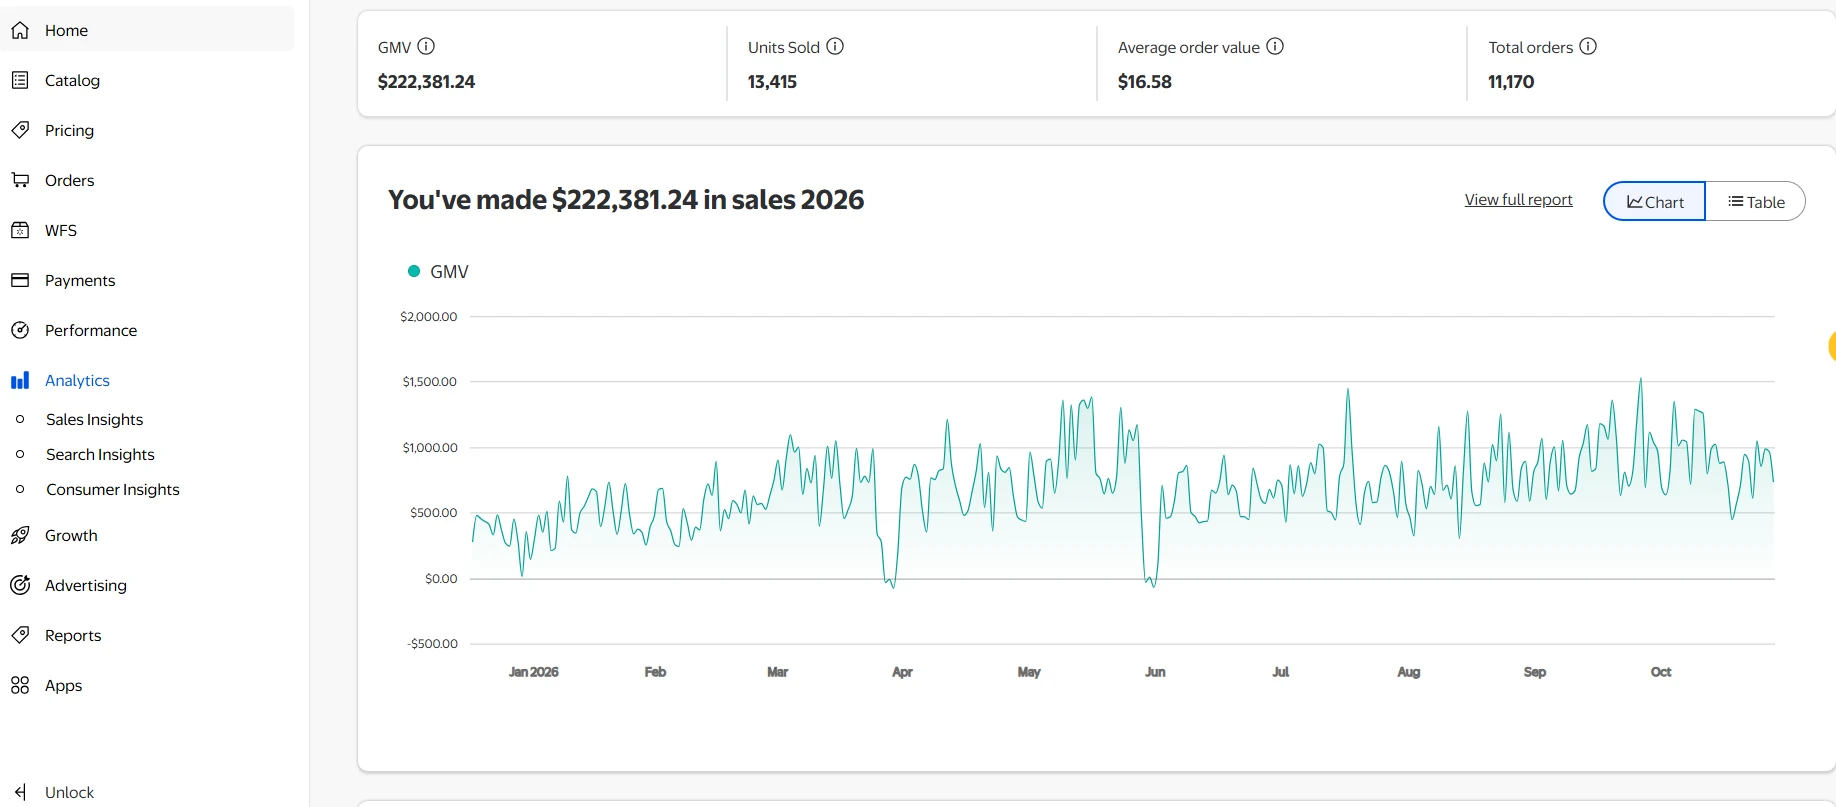 Home
Catalog
Pricing
Orders
WFS
Payments
Performance
Analytics
Sales Insights
Search Insights
Consumer Insights
Growth
Advertising
Reports
Apps
Unlock
GMV
$222,381.24
Units Sold
13,415
Average order value
$16.58
Total orders
11,170
You've made $222,381.24 in sales 2026
View full report
Chart
Table
GMV
$2,000.00
$1,500.00
$1000.00
$500.00
$0.00
-$500.00
Jan 2026 Feb Mar Apr May Jun Jul Aug Sep Oct